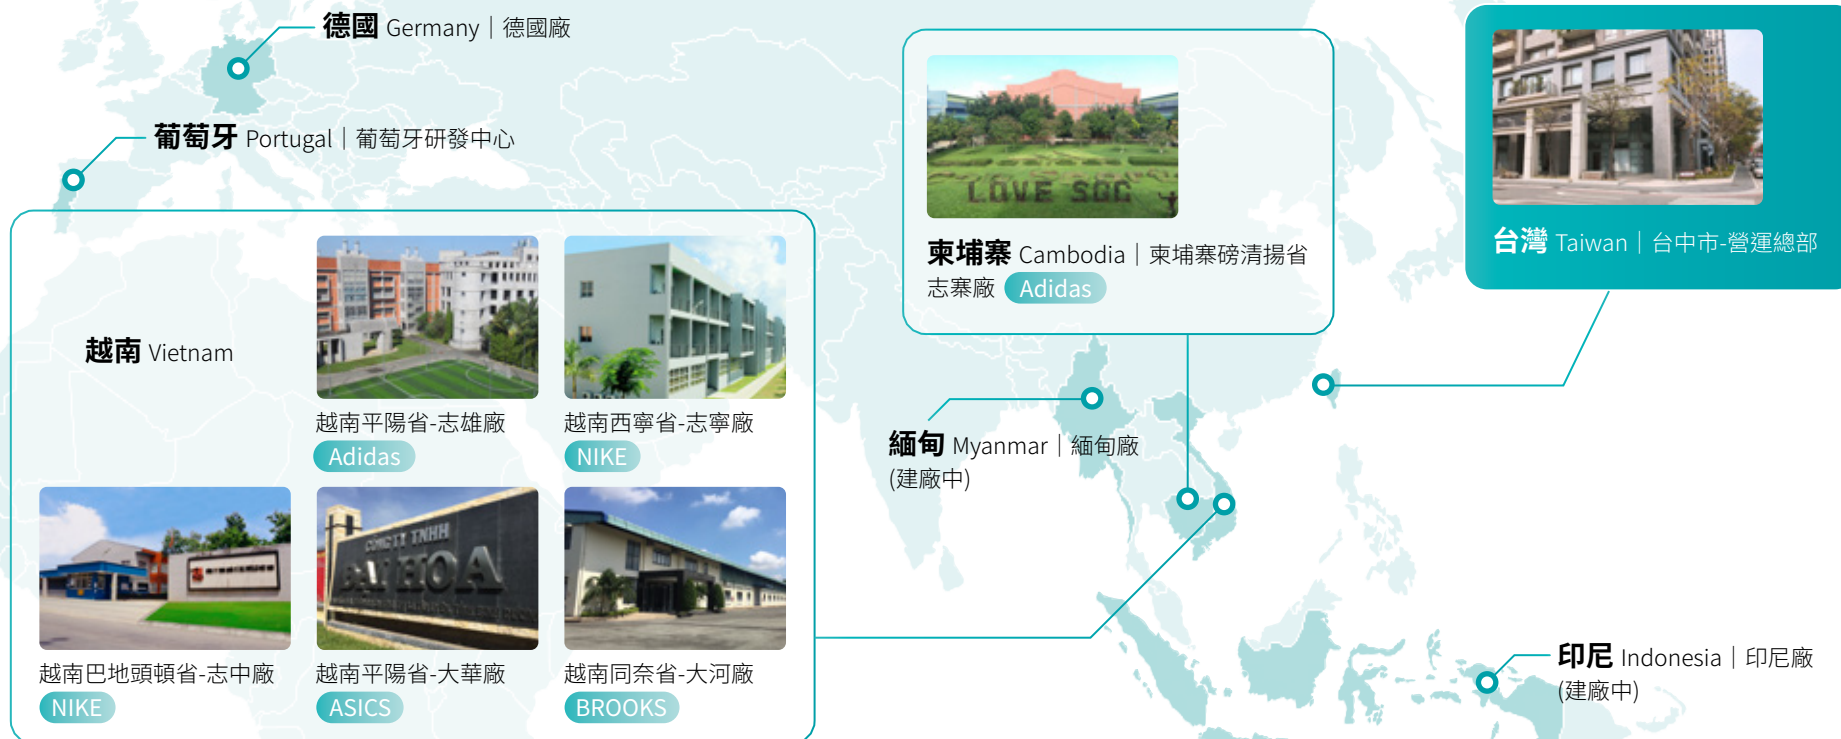 德國 Germany｜德國廠
葡萄牙 Portugal｜葡萄牙研發中心
越南 Vietnam
越南平陽省-志雄廠
Adidas
越南西寧省-志寧廠
NIKE
越南巴地頭頓省-志中廠
NIKE
CÔNG TY TNHH
ĐẠI HOA
越南平陽省-大華廠
ASICS
越南同奈省-大河廠
BROOKS
LOVE SGC
柬埔寨 Cambodia｜柬埔寨磅清揚省
志寨廠 Adidas
緬甸 Myanmar｜緬甸廠
(建廠中)
台灣 Taiwan｜台中市-營運總部
印尼 Indonesia｜印尼廠
(建廠中)